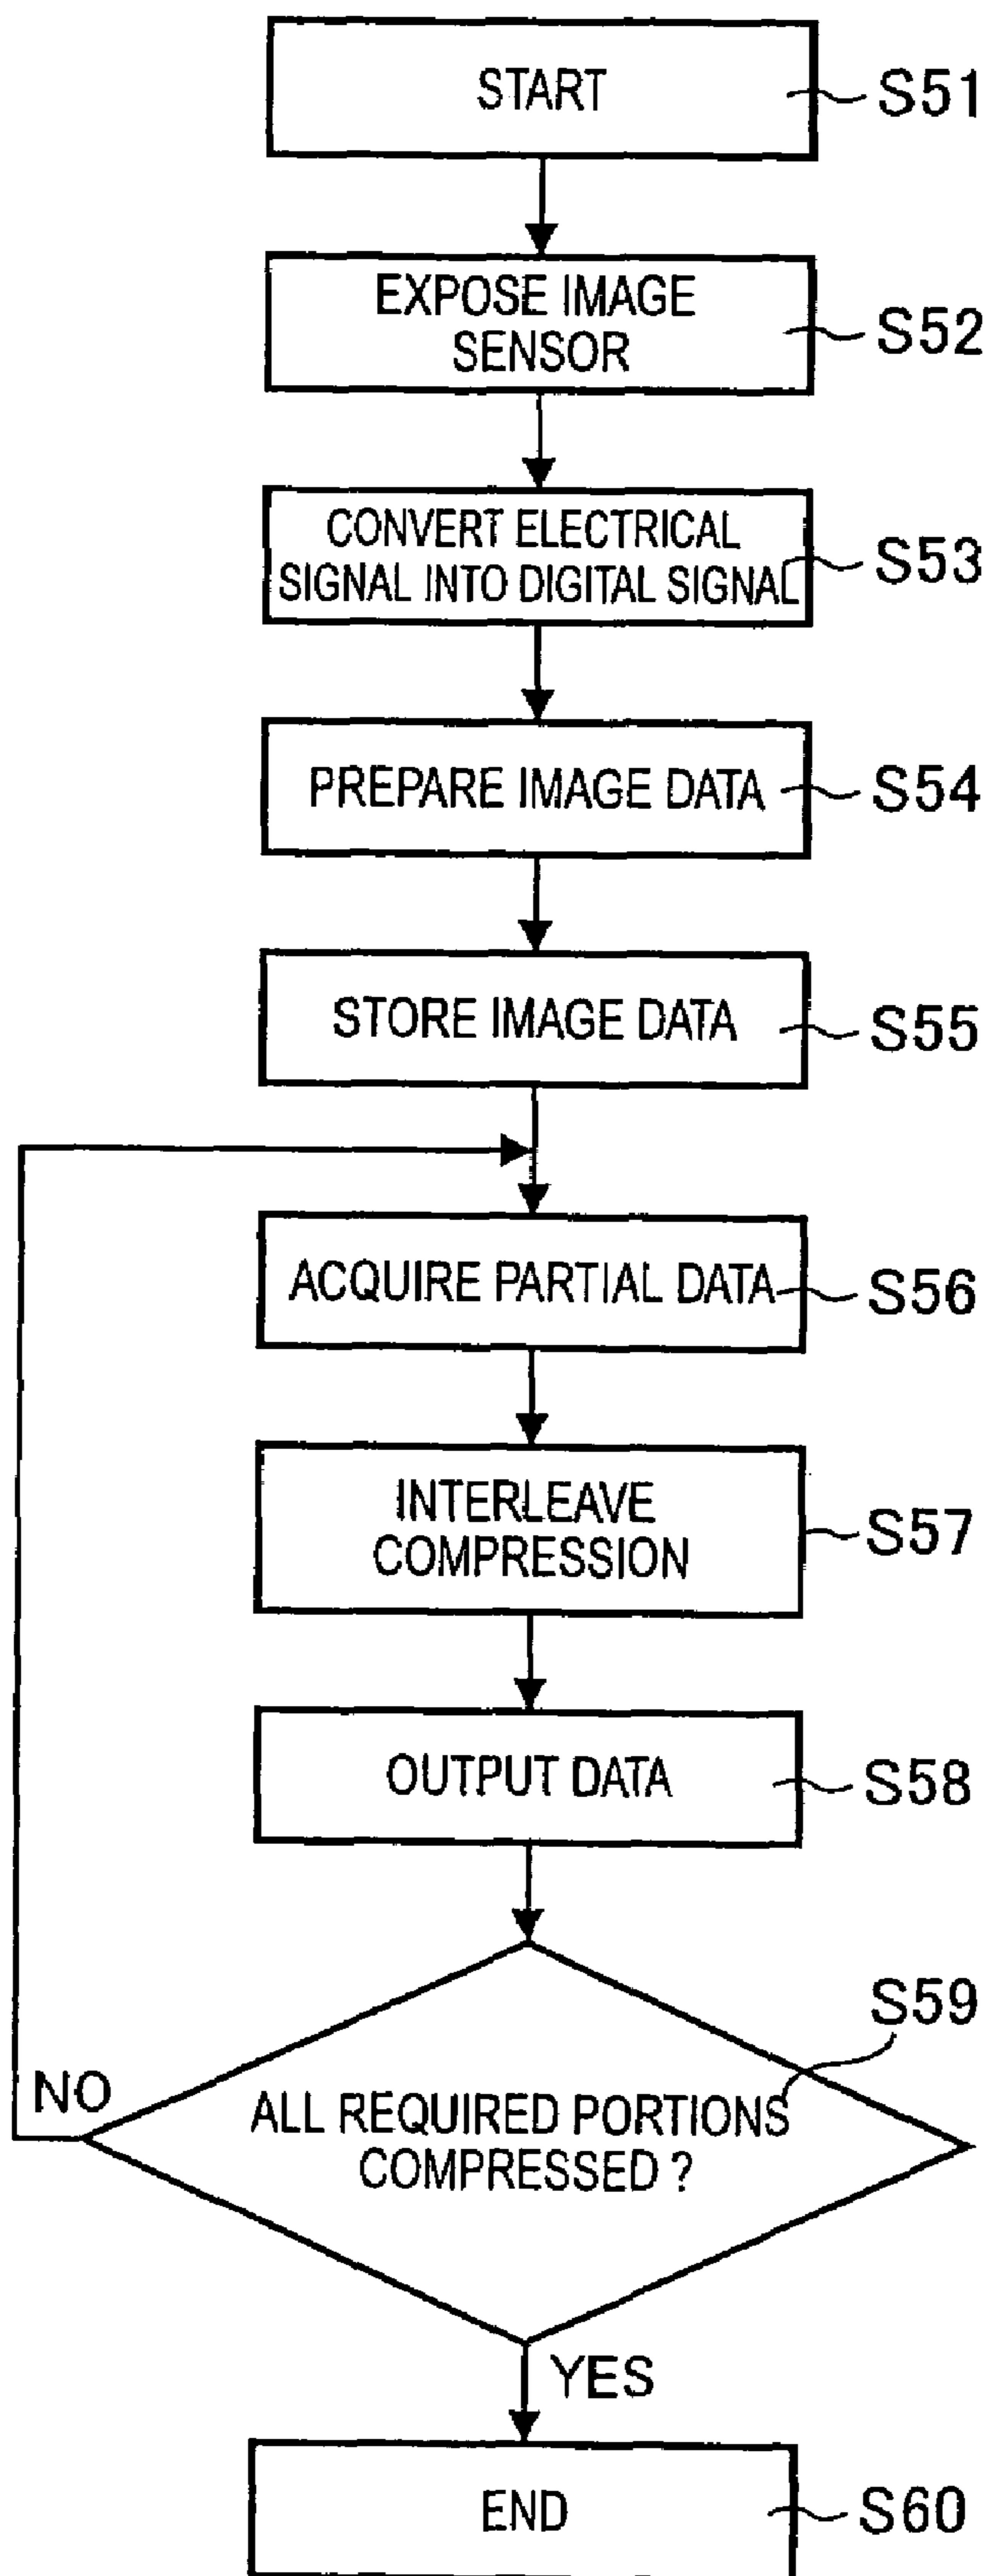 START
S51
EXPOSE IMAGE
SENSOR
S52
CONVERT ELECTRICAL
SIGNAL INTO DIGITAL SIGNAL
S53
PREPARE IMAGE DATA
S54
STORE IMAGE DATA
S55
ACQUIRE PARTIAL DATA
S56
INTERLEAVE
COMPRESSION
S57
OUTPUT DATA
S58
S59
NO
ALL REQUIRED PORTIONS
COMPRESSED ?
YES
END
S60